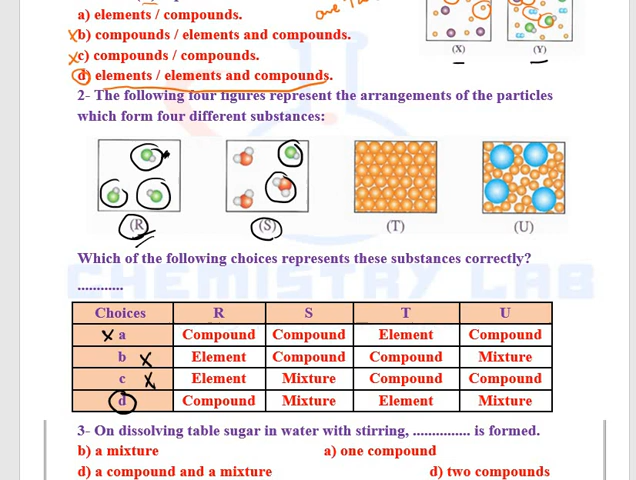 one
a) elements / compounds.
b) compounds / elements and compounds.
c) compounds / compounds.
d) elements / elements and compounds.
(X) (Y)
2- The following four figures represent the arrangements of the particles
which form four different substances:
(R) (S) (T) (U)
Which of the following choices represents these substances correctly?
............
CHEMISTRY LAB
Choices R S T U
X a Compound Compound Element Compound
b X Element Compound Compound Mixture
c X Element Mixture Compound Compound
d Compound Mixture Element Mixture
3- On dissolving table sugar in water with stirring, ............... is formed.
b) a mixture a) one compound
d) a compound and a mixture d) two compounds